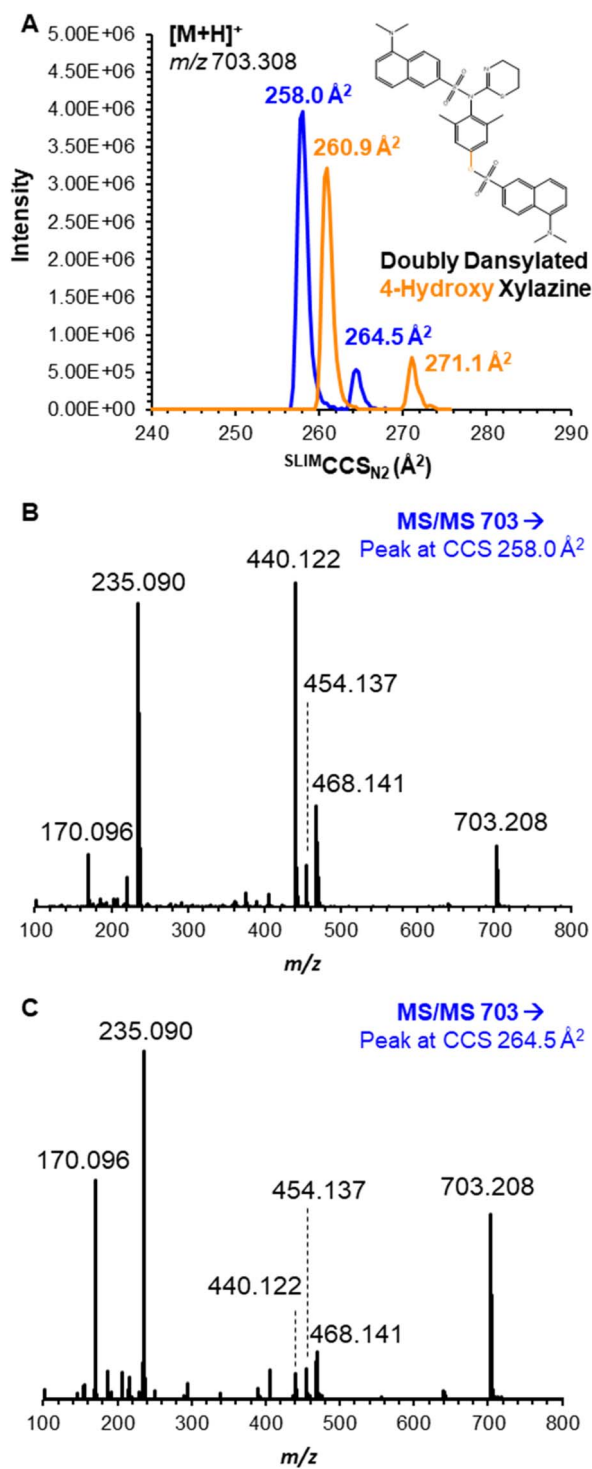 A
[M+H]+
m/z 703.308
Intensity
5.00E+06
4.50E+06
4.00E+06
3.50E+06
3.00E+06
2.50E+06
2.00E+06
1.50E+06
1.00E+06
5.00E+05
0.00E+00
258.0 Å2
260.9 Å2
264.5 Å2
271.1 Å2
Doubly Dansylated
4-Hydroxy Xylazine
240 250 260 270 280 290
SLIMCCSN2 (Å2)
B
MS/MS 703 →
Peak at CCS 258.0 Å2
440.122
235.090
454.137
468.141
170.096
703.208
100 200 300 400 500 600 700 800
m/z
C
MS/MS 703 →
Peak at CCS 264.5 Å2
235.090
170.096
454.137
703.208
440.122
468.141
100 200 300 400 500 600 700 800
m/z